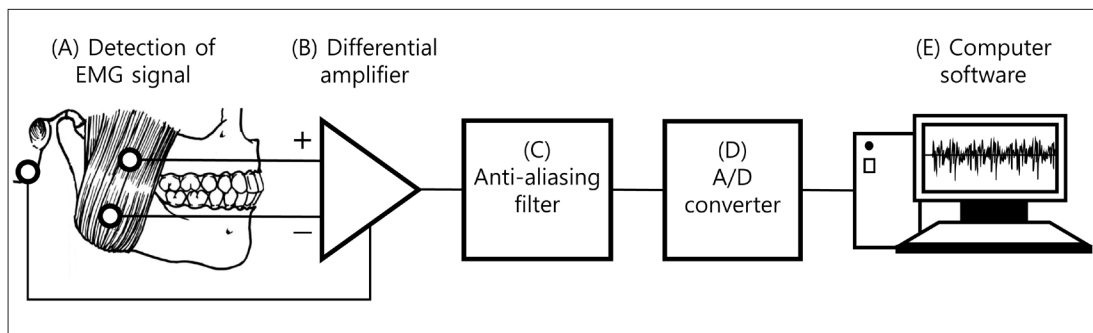 (A) Detection of
EMG signal
(B) Differential
amplifier
(E) Computer
software
+
−
(C)
Anti-aliasing
filter
(D)
A/D
converter